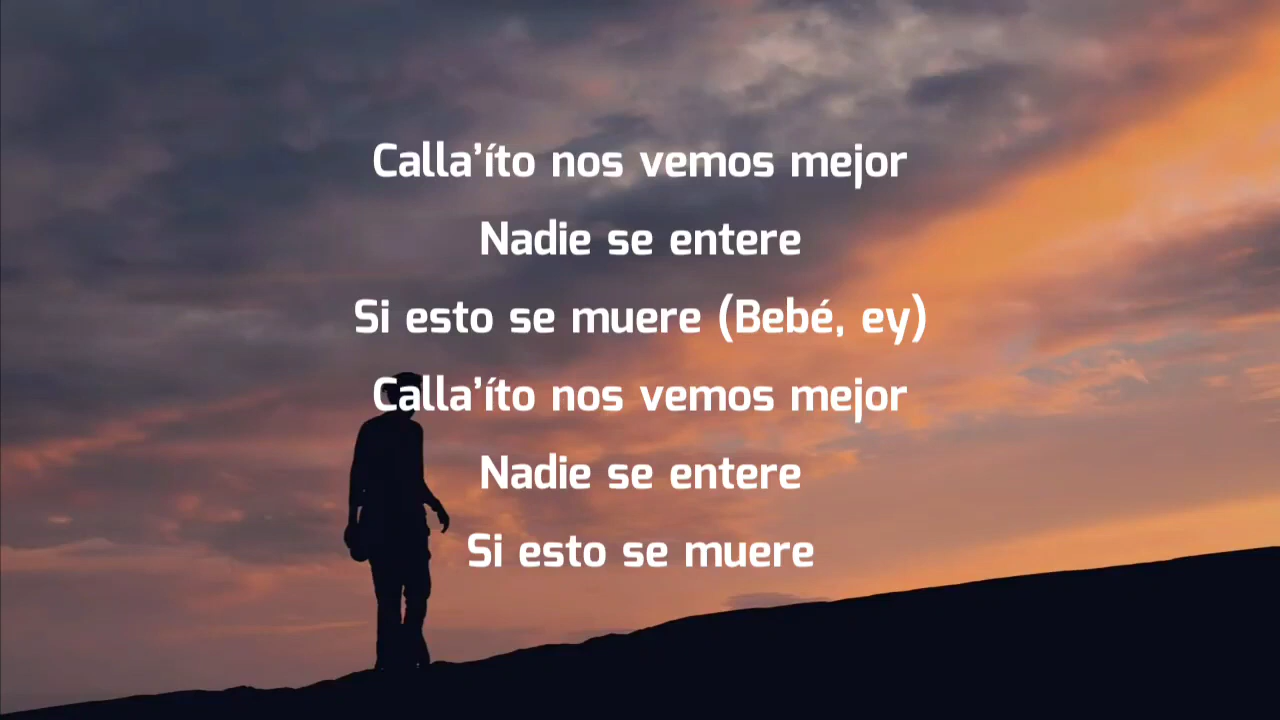 Calla’íto nos vemos mejor
Nadie se entere
Si esto se muere (Bebé, ey)
Calla’íto nos vemos mejor
Nadie se entere
Si esto se muere